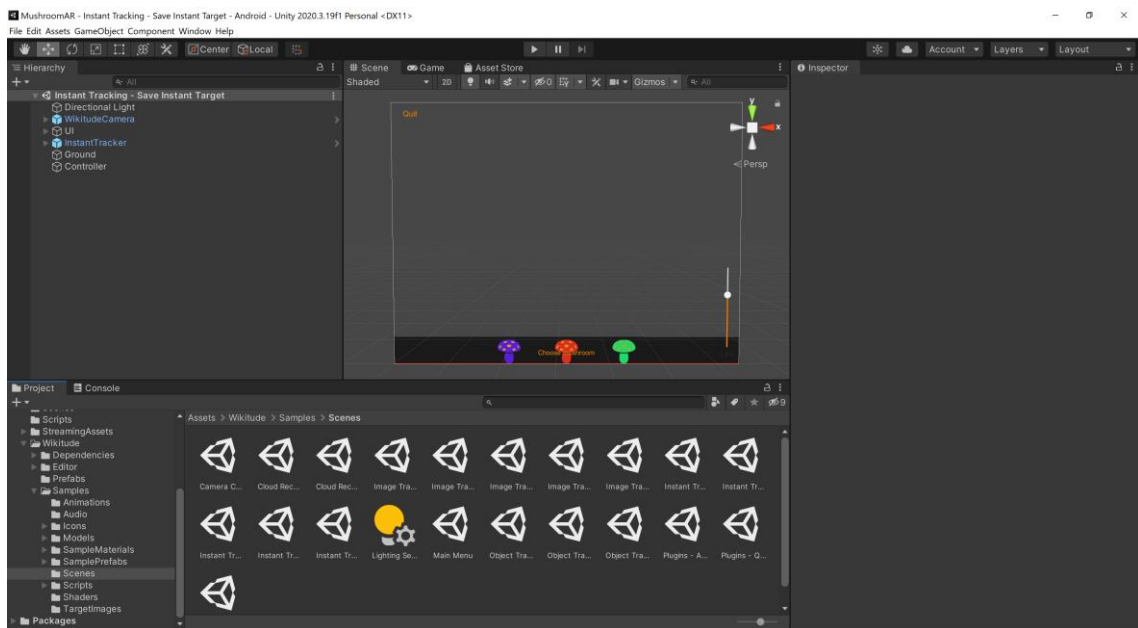 MushroomAR - Instant Tracking - Save Instant Target - Android - Unity 2020.3.19f1 Personal <DX11>
File Edit Assets GameObject Component Window Help
Center Local Account Layers Layout
Hierarchy
All
Instant Tracking - Save Instant Target
Directional Light
WikitudeCamera
UI
InstantTracker
Ground
Controller
Scene Game Asset Store
Shaded 2D 0 Gizmos All
Quit
y
x
Persp
Choose
Inspector
Project Console
9
Scripts
StreamingAssets
Wikitude
Dependencies
Editor
Prefabs
Samples
Animations
Audio
Icons
Models
SampleMaterials
SamplePrefabs
Scenes
Scripts
Shaders
TargetImages
Packages
Assets > Wikitude > Samples > Scenes
Camera C... Cloud Rec... Cloud Rec... Image Tra... Image Tra... Image Tra... Image Tra... Image Tra... Instant Tr... Instant Tr...
Instant Tr... Instant Tr... Instant Tr... Lighting Se... Main Menu Object Tra... Object Tra... Object Tra... Plugins - A... Plugins - Q...